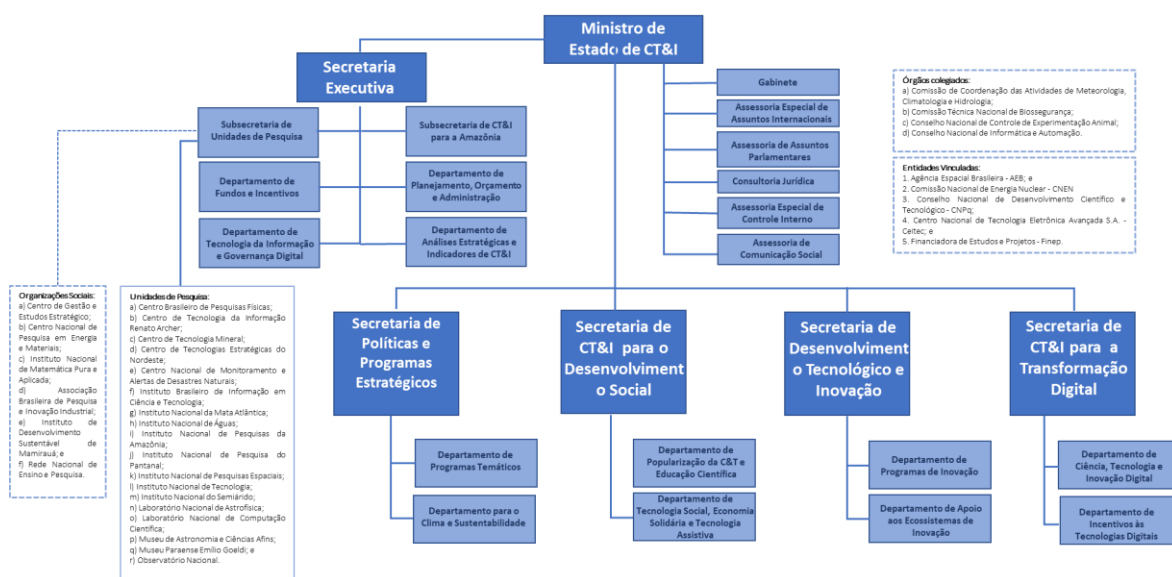 Ministro de
Estado de CT&I
Secretaria
Executiva
Subsecretaria de
Unidades de Pesquisa
Subsecretaria de CT&I
para a
Amazônia
Departamento de
Fundos e Incentivos
Departamento de
Planejamento, Orçamento
e Administração
Departamento de
Tecnologia da Informação
e Governança Digital
Departamento de
Análises Estratégicas e
Indicadores de CT&I
Gabinete
Assessoria Especial de
Assuntos Internacionais
Assessoria de Assuntos
Parlamentares
Consultoria Jurídica
Assessoria Especial de
Controle Interno
Assessoria de
Comunicação Social
Órgãos colegiados:
a) Comissão de Coordenação das Atividades de Meteorologia,
Climatologia e Hidrologia;
b) Comissão Técnica Nacional de Biossegurança;
c) Conselho Nacional de Controle de Experimentação Animal;
d) Conselho Nacional de Informática e Automação.
Entidades Vinculadas:
1. Agência Espacial Brasileira - AEB; e
2. Comissão Nacional de Energia Nuclear - CNEN
3. Conselho Nacional de Desenvolvimento Científico e
Tecnológico - CNPq;
4. Centro Nacional de Tecnologia Eletrônica Avançada S.A. -
Ceitec; e
5. Financiadora de Estudos e Projetos - Finep.
Organizações Sociais:
a) Centro de Gestão e
Estudos Estratégico;
b) Centro Nacional de
Pesquisa em Energia
e Materiais;
c) Instituto Nacional
de Matemática Pura e
Aplicada;
d) Associação
Brasileira de Pesquisa
e Inovação Industrial;
e) Instituto de
Desenvolvimento
Sustentável de
Mamirauá; e
f) Rede Nacional de
Ensino e Pesquisa.
Unidades de Pesquisa:
a) Centro Brasileiro de Pesquisas Físicas;
b) Centro de Tecnologia da Informação
Renato Archer;
c) Centro de Tecnologia Mineral;
d) Centro de Tecnologias Estratégicas do
Nordeste;
e) Centro Nacional de Monitoramento e
Alertas de Desastres Naturais;
f) Instituto Brasileiro de Informação em
Ciência e Tecnologia;
g) Instituto Nacional da Mata Atlântica;
h) Instituto Nacional de Águas;
i) Instituto Nacional de Pesquisas da
Amazônia;
j) Instituto Nacional de Pesquisa do
Pantanal;
k) Instituto Nacional de Pesquisas Espaciais;
l) Instituto Nacional de Tecnologia;
m) Instituto Nacional do Semiárido;
n) Laboratório Nacional de Astrofísica;
o) Laboratório Nacional de Computação
Científica;
p) Museu de Astronomia e Ciências Afins;
q) Museu Paraense Emílio Goeldi; e
r) Observatório Nacional.
Secretaria de
Políticas e
Programas
Estratégicos
Departamento de
Programas Temáticos
Departamento para o
Clima e Sustentabilidade
Secretaria de
CT&I para o
Desenvolviment
o Social
Departamento de
Popularização da C&T e
Educação Científica
Departamento de
Tecnologia Social, Economia
Solidária e Tecnologia
Assistiva
Secretaria de
Desenvolviment
o Tecnológico e
Inovação
Departamento de
Programas de Inovação
Departamento de Apoio
aos Ecossistemas de
Inovação
Secretaria de
CT&I para a
Transformação
Digital
Departamento de
Ciência, Tecnologia e
Inovação Digital
Departamento de
Incentivos às
Tecnologias Digitais